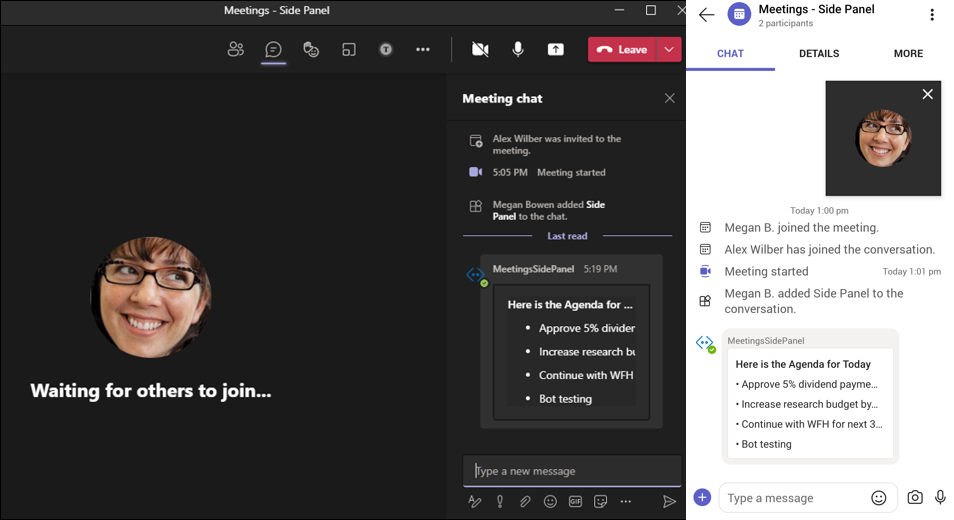 Meetings - Side Panel
Leave
Meeting chat
Alex Wilber was invited to the
meeting.
5:05 PM Meeting started
Megan Bowen added Side
Panel to the chat.
Last read
MeetingsSidePanel 5:19 PM
Here is the Agenda for ...
• Approve 5% divider
• Increase research bu
• Continue with WFH
• Bot testing
Type a new message
GIF
Waiting for others to join...
Meetings - Side Panel
2 participants
CHAT DETAILS MORE
Today 1:00 pm
Megan B. joined the meeting.
Alex Wilber has joined the conversation.
Meeting started Today 1:01 pm
Megan B. added Side Panel to the
conversation.
MeetingsSidePanel
Here is the Agenda for Today
• Approve 5% dividend payme...
• Increase research budget by...
• Continue with WFH for next 3...
• Bot testing
Type a message